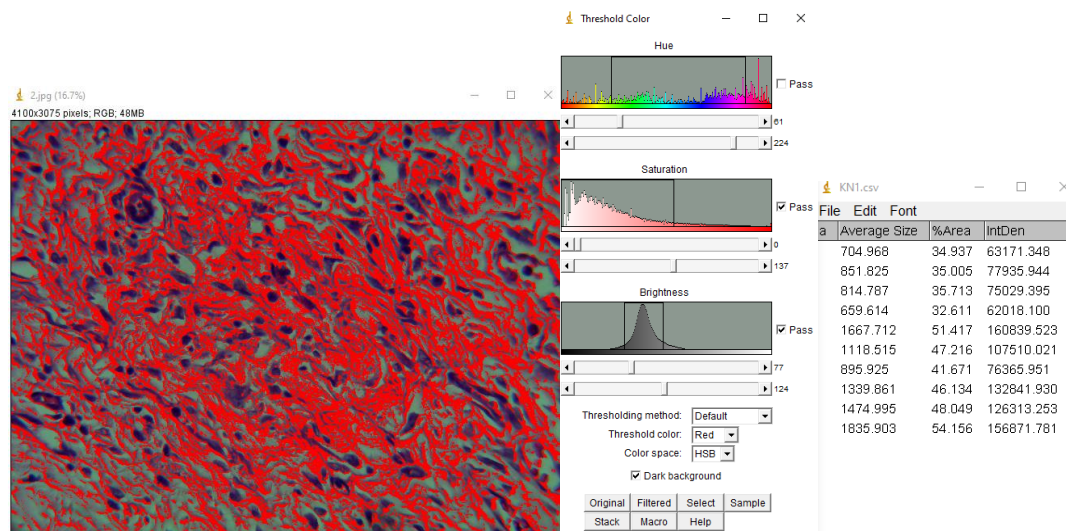 2.jpg (16.7%)
4100x3075 pixels; RGB; 48MB
Threshold Color
Hue
Pass
61
224
Saturation
Pass
0
137
Brightness
Pass
77
124
Thresholding method: Default
Threshold color: Red
Color space: HSB
Dark background
Original Filtered Select Sample
Stack Macro Help
KN1.csv
File Edit Font
a Average Size %Area IntDen
704.968 34.937 63171.348
851.825 35.005 77935.944
814.787 35.713 75029.395
659.614 32.611 62018.100
1667.712 51.417 160839.523
1118.515 47.216 107510.021
895.925 41.671 76365.951
1339.861 46.134 132841.930
1474.995 48.049 126313.253
1835.903 54.156 156871.781